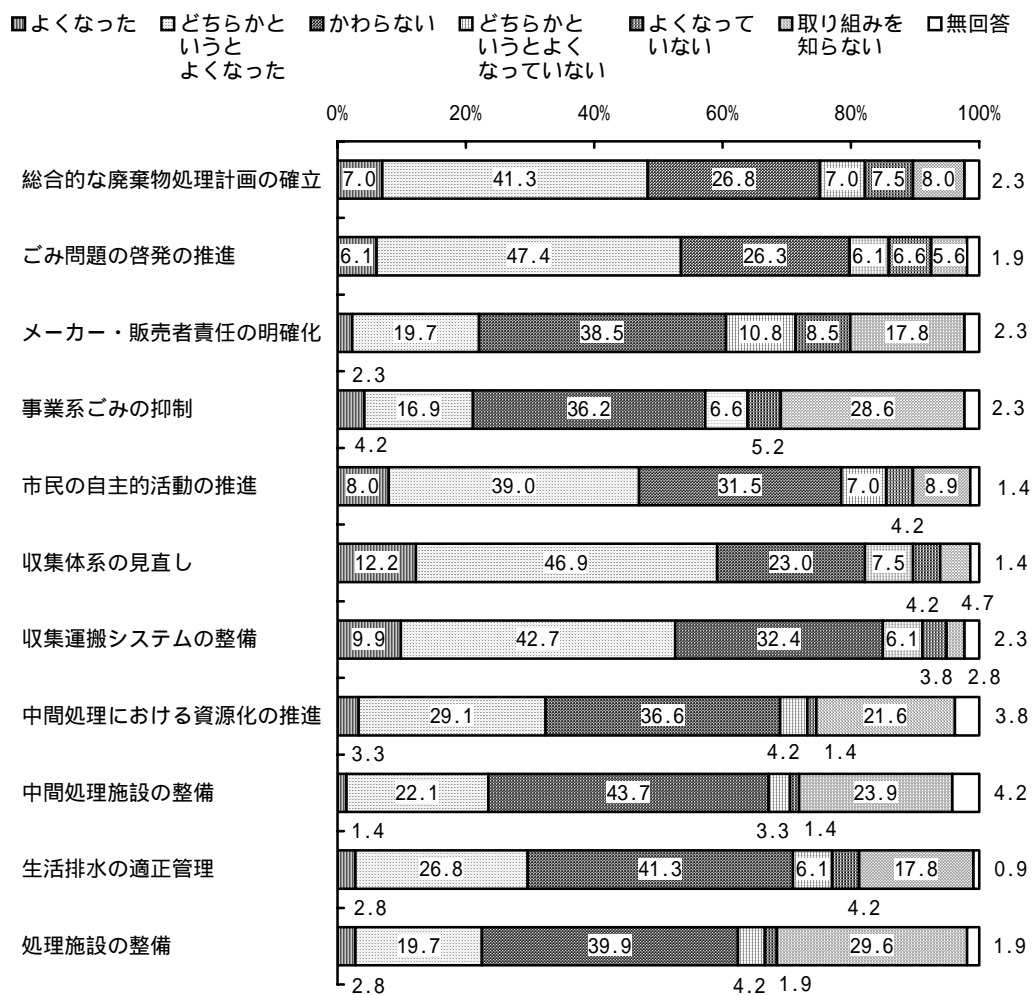 よくなった
どちらかと
いうと
よくなった
かわらない
どちらかと
いうとよく
なっていない
よくなって
いない
取り組みを
知らない
無回答
0% 20% 40% 60% 80% 100%
総合的な廃棄物処理計画の確立 7.0 41.3 26.8 7.0 7.5 8.0 2.3
ごみ問題の啓発の推進 6.1 47.4 26.3 6.1 6.6 5.6 1.9
メーカー・販売者責任の明確化 19.7 38.5 10.8 8.5 17.8 2.3
2.3
事業系ごみの抑制 16.9 36.2 6.6 28.6 2.3
4.2 5.2
市民の自主的活動の推進 8.0 39.0 31.5 7.0 8.9 1.4
4.2
収集体系の見直し 12.2 46.9 23.0 7.5 1.4
4.2 4.7
収集運搬システムの整備 9.9 42.7 32.4 6.1 2.3
3.8 2.8
中間処理における資源化の推進 29.1 36.6 21.6 3.8
3.3 4.2 1.4
中間処理施設の整備 22.1 43.7 23.9 4.2
1.4 3.3 1.4
生活排水の適正管理 26.8 41.3 6.1 17.8 0.9
2.8 4.2
処理施設の整備 19.7 39.9 29.6 1.9
2.8 4.2 1.9